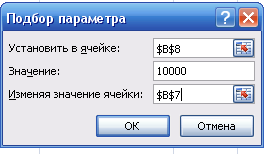 Подбор параметра
Установить в ячейке: $B$8
Значение: 10000
Изменяя значение ячейки: $B$7
ОК Отмена